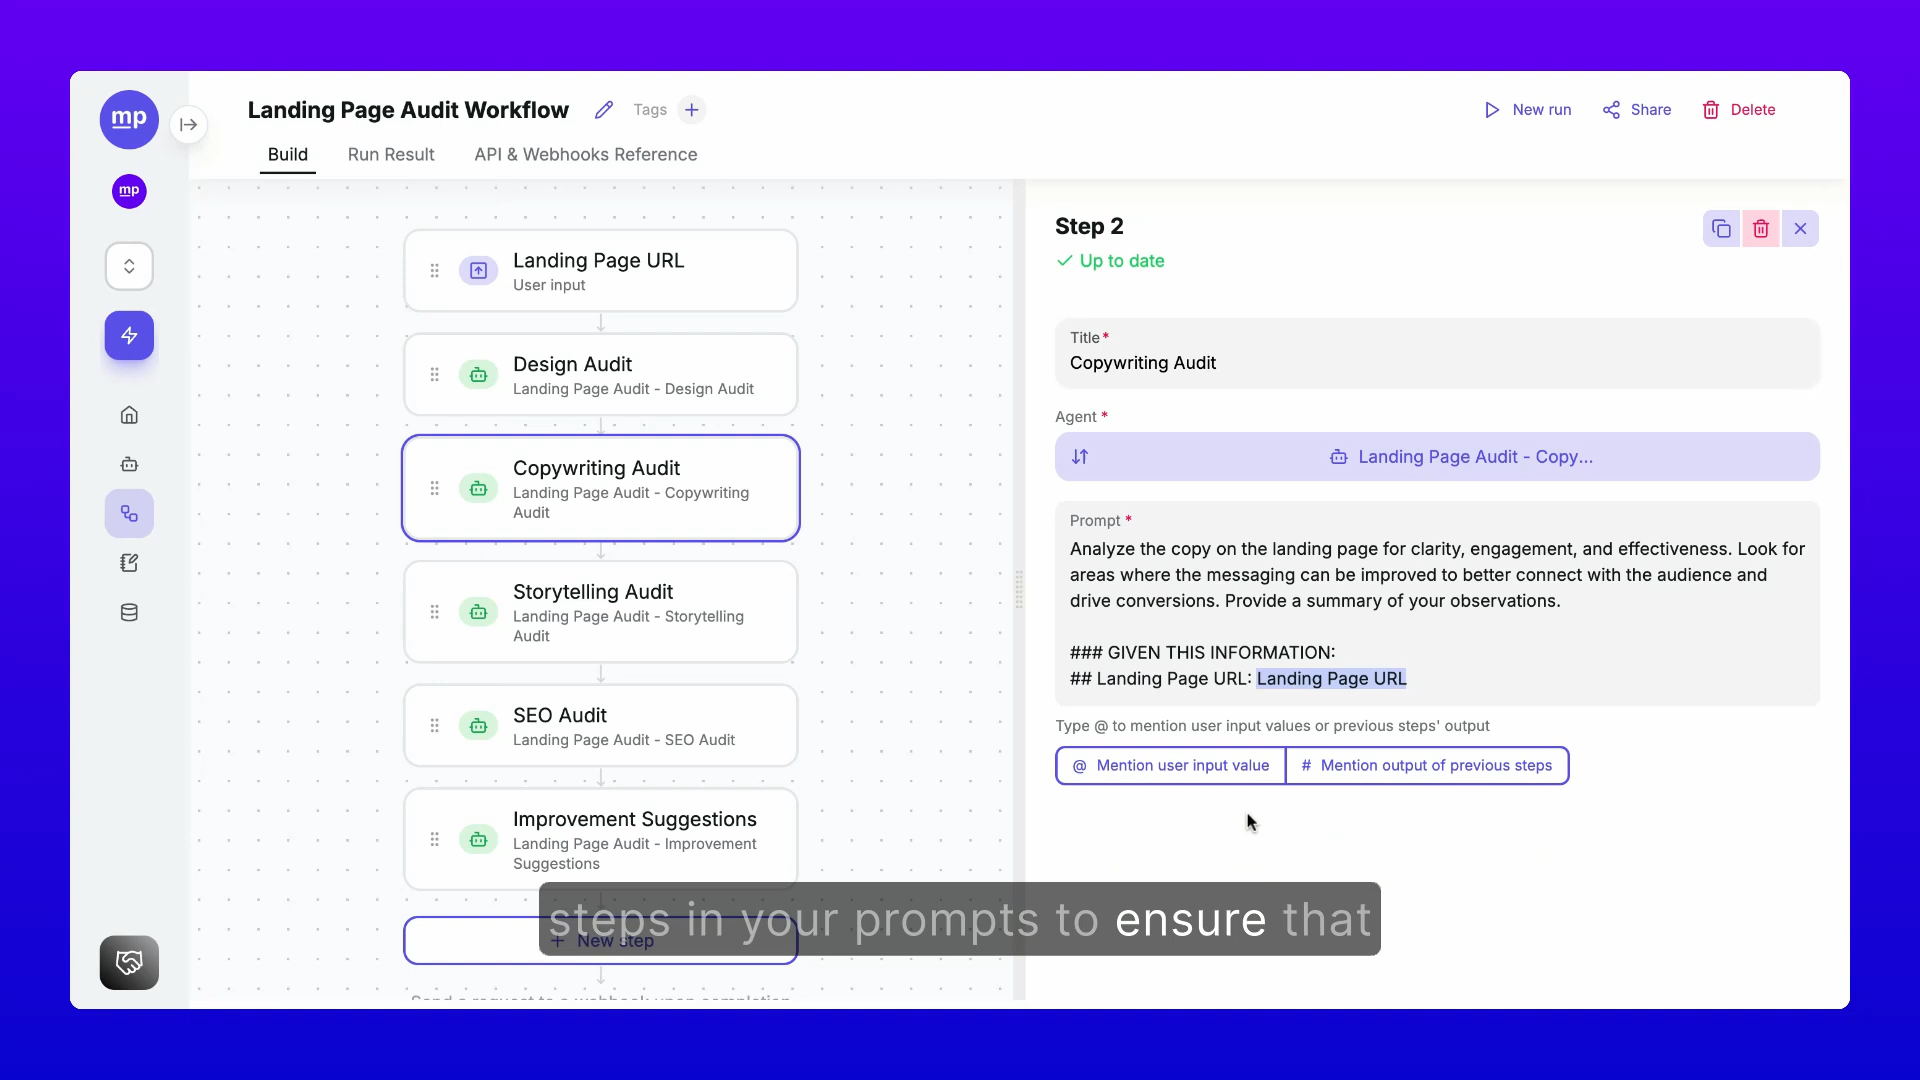 mp
Landing Page Audit Workflow
Tags
New run
Share
Delete
Build
Run Result
API & Webhooks Reference
mp
Landing Page URL
User input
Design Audit
Landing Page Audit - Design Audit
Copywriting Audit
Landing Page Audit - Copywriting
Audit
Storytelling Audit
Landing Page Audit - Storytelling
Audit
SEO Audit
Landing Page Audit - SEO Audit
Improvement Suggestions
Landing Page Audit - Improvement
Suggestions
+ New step
Send a request to a webhook upon completion
Step 2
Up to date
Title*
Copywriting Audit
Agent *
Landing Page Audit - Copy...
Prompt *
Analyze the copy on the landing page for clarity, engagement, and effectiveness. Look for
areas where the messaging can be improved to better connect with the audience and
drive conversions. Provide a summary of your observations.
### GIVEN THIS INFORMATION:
## Landing Page URL: Landing Page URL
Type @ to mention user input values or previous steps' output
@ Mention user input value
# Mention output of previous steps
steps in your prompts to ensure that